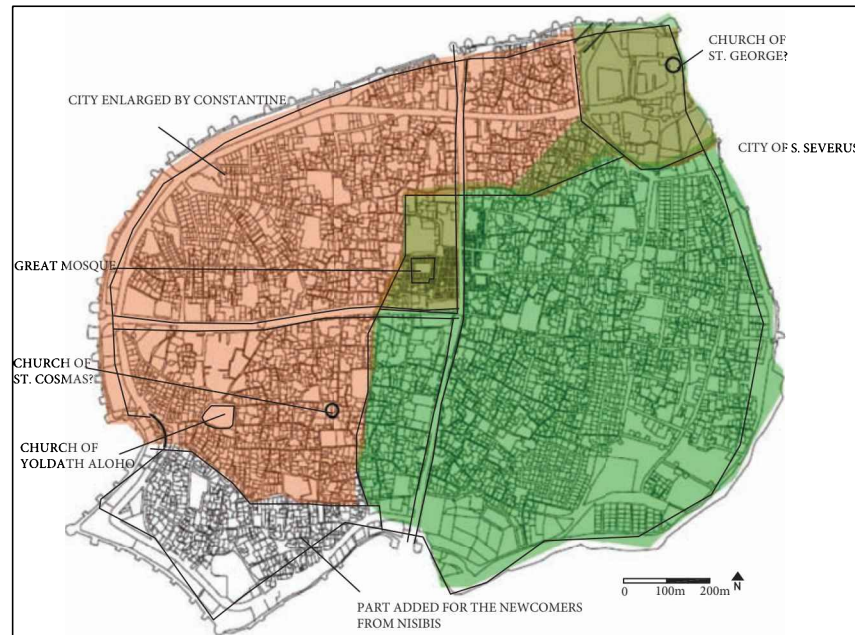 CHURCH OF
ST. GEORGE?
CITY ENLARGED BY CONSTANTINE
CITY OF S. SEVERUS
GREAT MOSQUE
CHURCH OF
ST. COSMAS?
CHURCH OF
YOLDATH ALOHO
PART ADDED FOR THE NEWCOMERS
FROM NISIBIS
0 100m 200m N